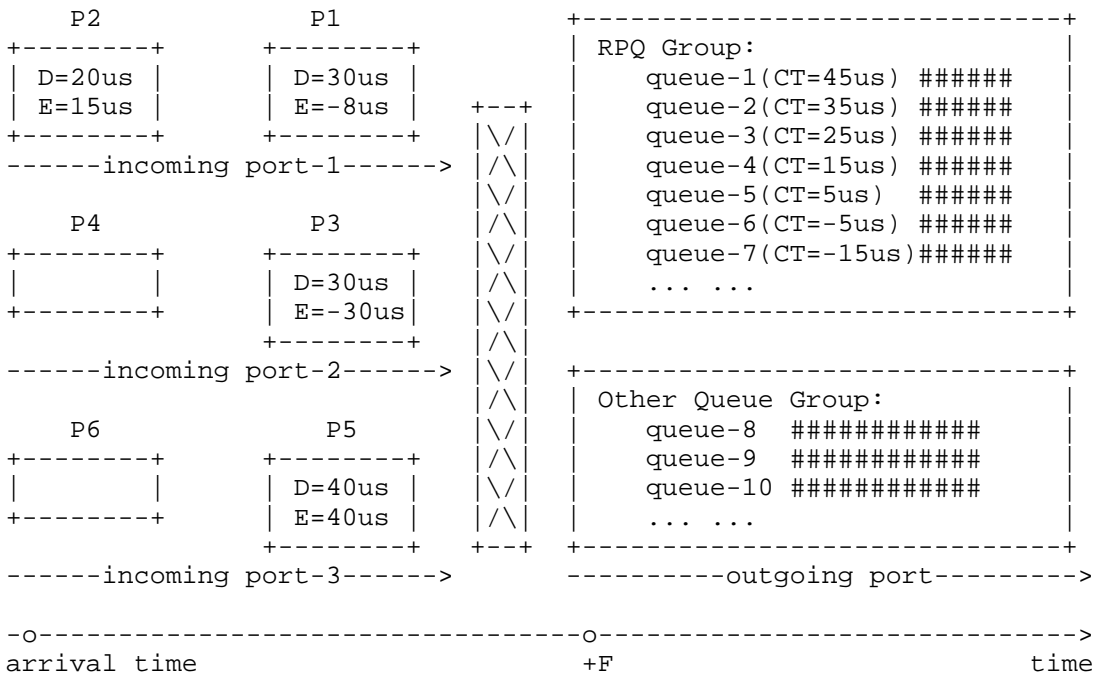 P2 P1
RPQ Group:
D=20us D=30us queue-1(CT=45us) ######
E=15us E=-8us queue-2(CT=35us) ######
queue-3(CT=25us) ######
------incoming port-1------> queue-4(CT=15us) ######
queue-5(CT=5us) ######
P4 P3 queue-6(CT=-5us) ######
queue-7(CT=-15us)######
D=30us ... ...
E=-30us
------incoming port-2------>
Other Queue Group:
P6 P5 queue-8 ############
queue-9 ############
D=40us queue-10 ############
E=40us ... ...
------incoming port-3------> ----------outgoing port--------->
-o----------------------------------o------------------------------->
arrival time +F time